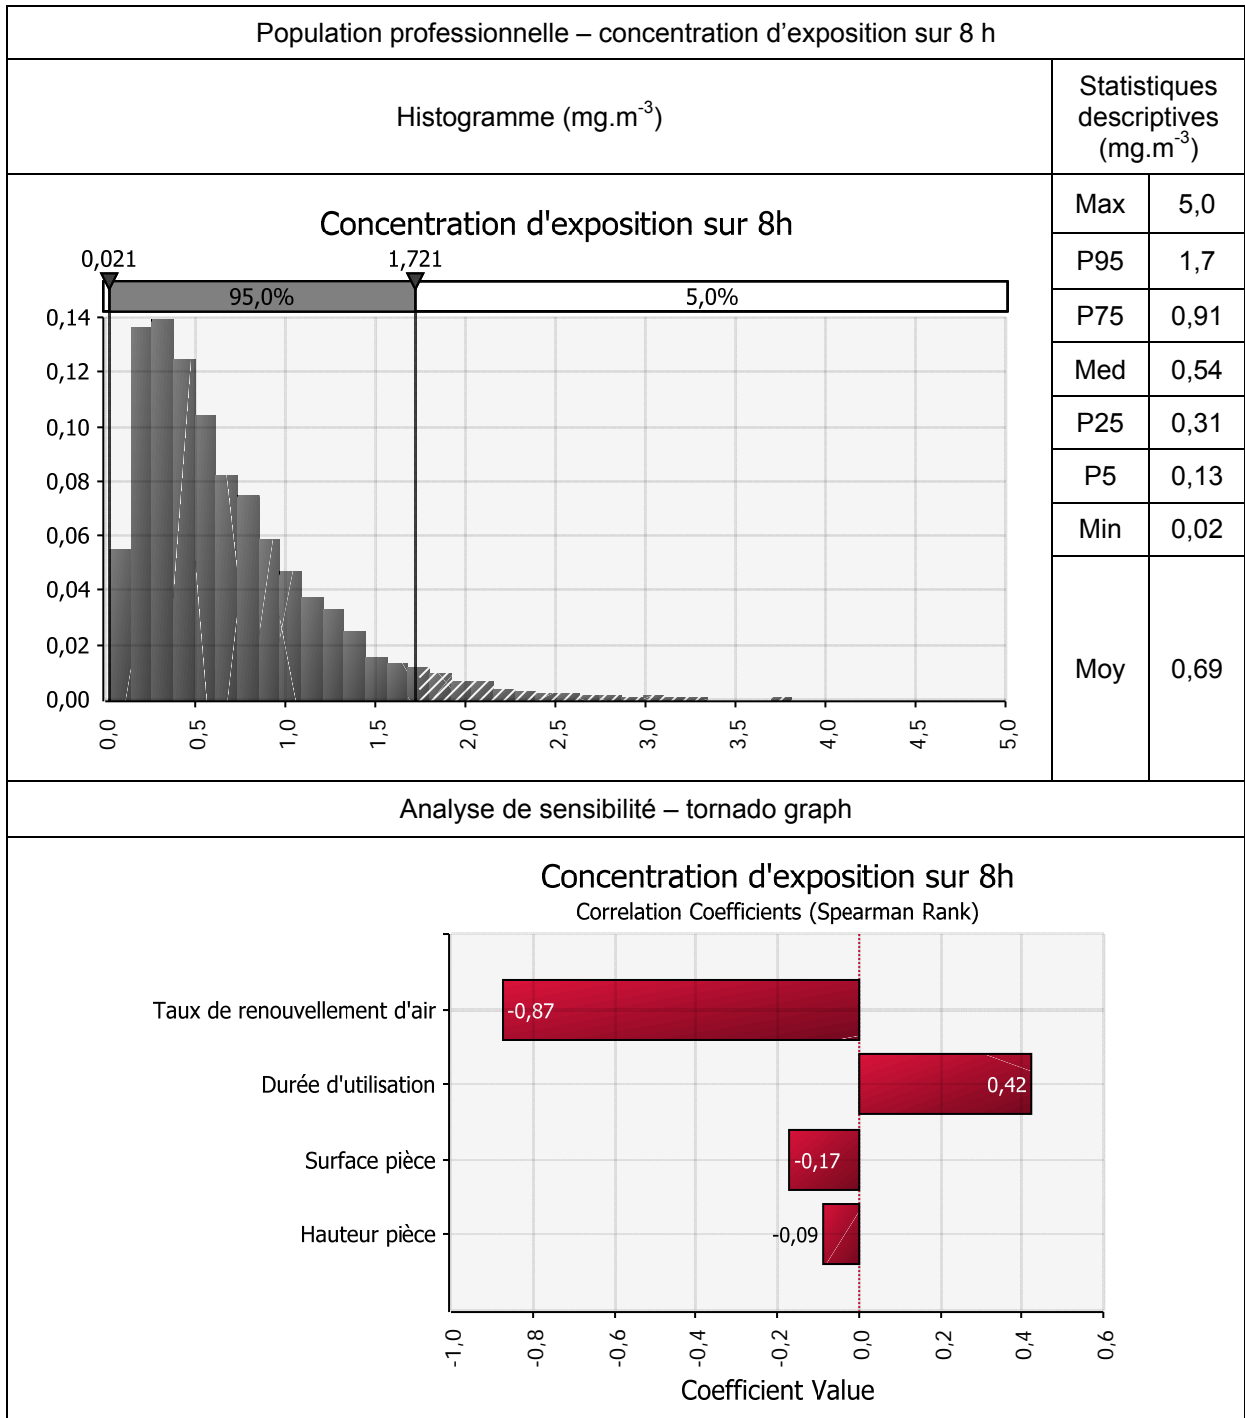 Population professionnelle – concentration d'exposition sur 8 h
Histogramme (mg.m-3)
Statistiques
descriptives
(mg.m-3)
Concentration d'exposition sur 8h
0,021 1,721
95,0% 5,0%
0,14
0,12
0,10
0,08
0,06
0,04
0,02
0,00
0,0 0,5 1,0 1,5 2,0 2,5 3,0 3,5 4,0 4,5 5,0
Max 5,0
P95 1,7
P75 0,91
Med 0,54
P25 0,31
P5 0,13
Min 0,02
Moy 0,69
Analyse de sensibilité – tornado graph
Concentration d'exposition sur 8h
Correlation Coefficients (Spearman Rank)
Taux de renouvellement d'air -0,87
Durée d'utilisation 0,42
Surface pièce -0,17
Hauteur pièce -0,09
-1,0 -0,8 -0,6 -0,4 -0,2 0,0 0,2 0,4 0,6
Coefficient Value